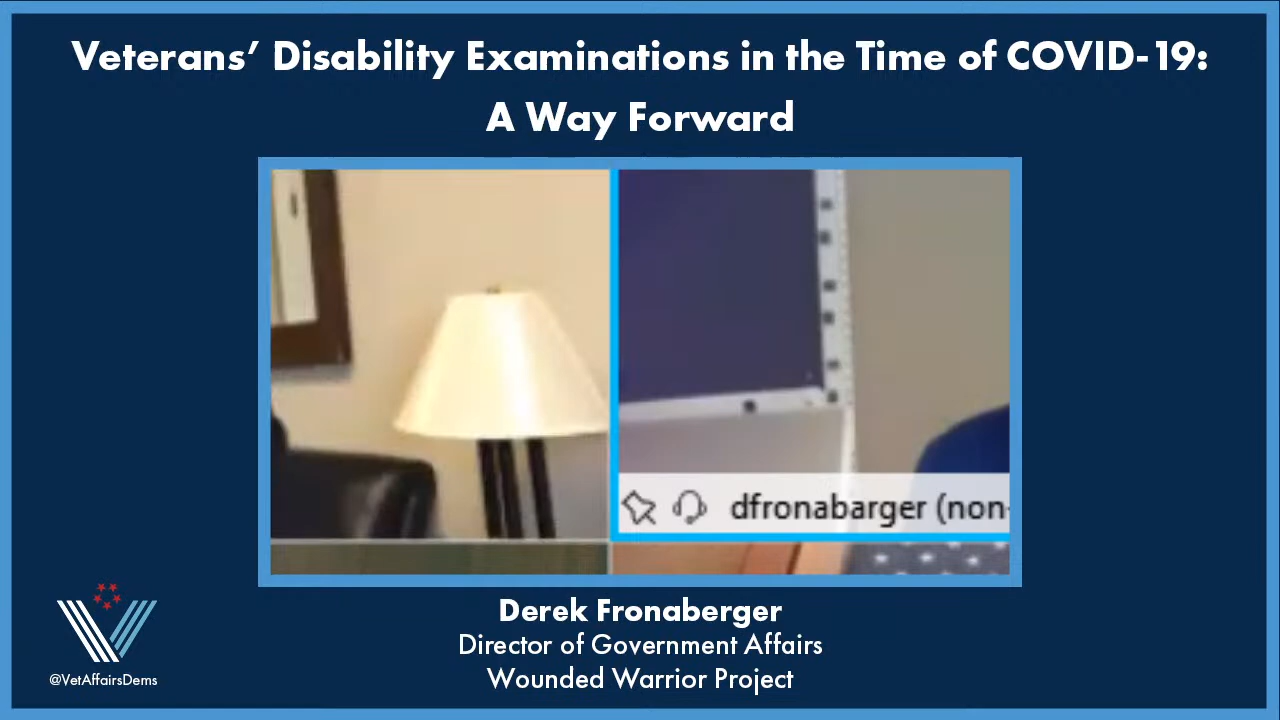 Veterans’ Disability Examinations in the Time of COVID-19:
A Way Forward
dfronabarger (non-
Derek Fronaberger
Director of Government Affairs
Wounded Warrior Project
@VetAffairsDems